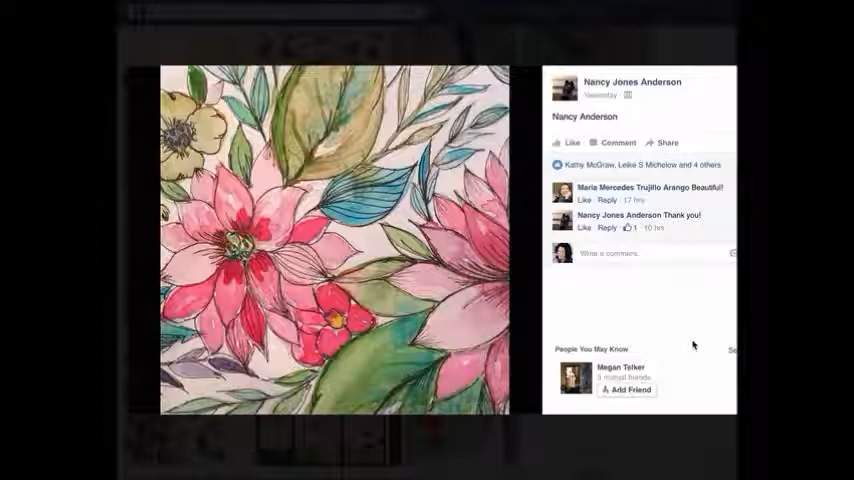 Nancy Jones Anderson
Yesterday ·
Nancy Anderson
Like Comment Share
Kathy McGraw, Leike S Michelow and 4 others
Maria Mercedes Trujillo Arango Beautiful!
Like Reply · 17 hrs
Nancy Jones Anderson Thank you!
Like Reply · 1 · 10 hrs
Write a comment.
People You May Know
Se
Megan Telker
3 mutual friends
Add Friend